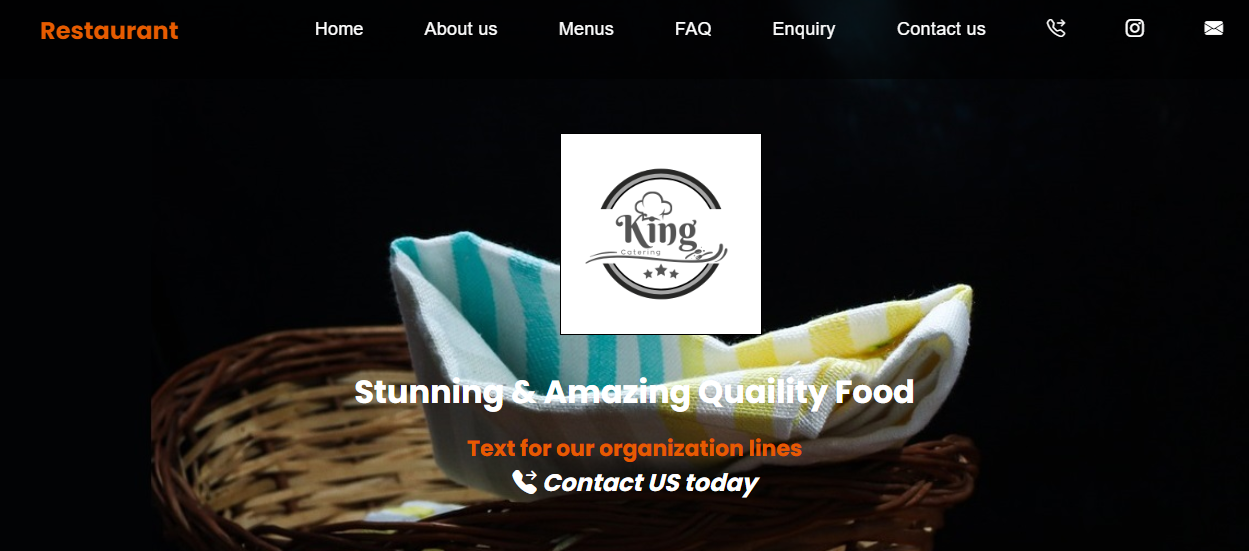 Restaurant Home About us Menus FAQ Enquiry Contact us
King
Catering
Stunning & Amazing Quaility Food
Text for our organization lines
Contact US today